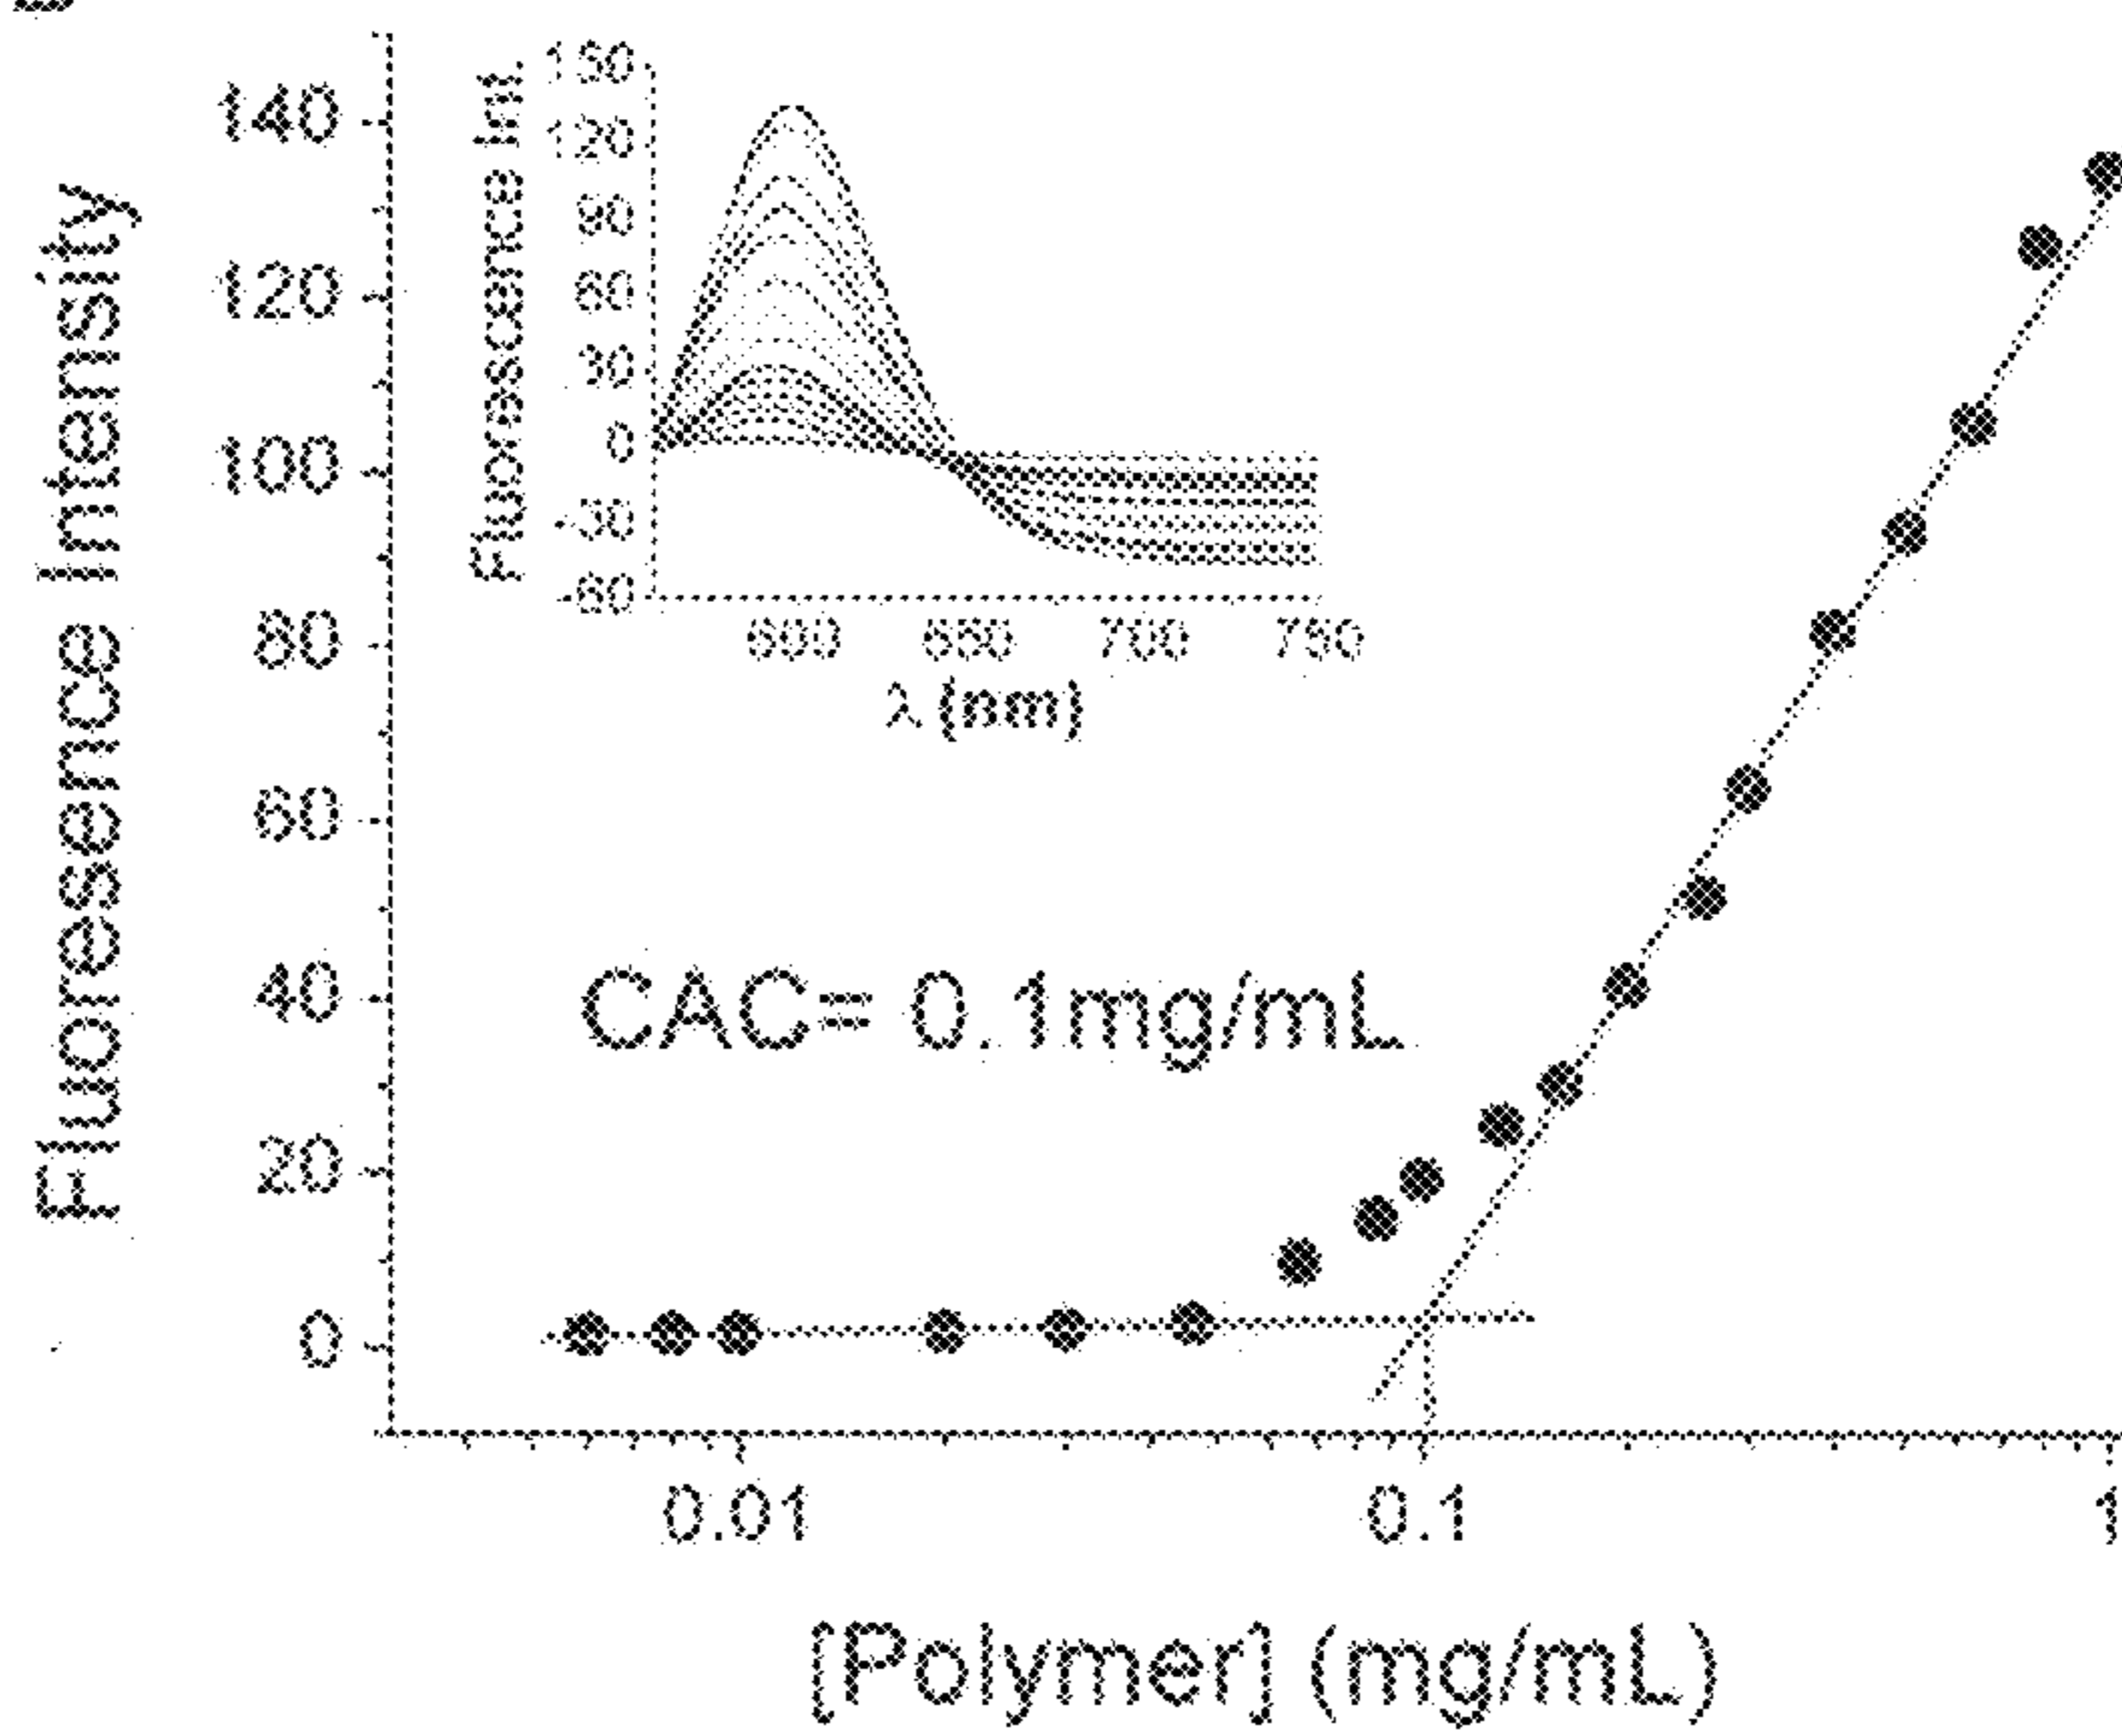 Fluoresence Intensity
140
120
100
80
60
40
20
0
Fluorescence Int.
150
120
90
60
30
0
-30
-60
600 650 700 750
λ (nm)
CAC= 0.1mg/mL
0.01 0.1 1
[Polymer] (mg/mL)